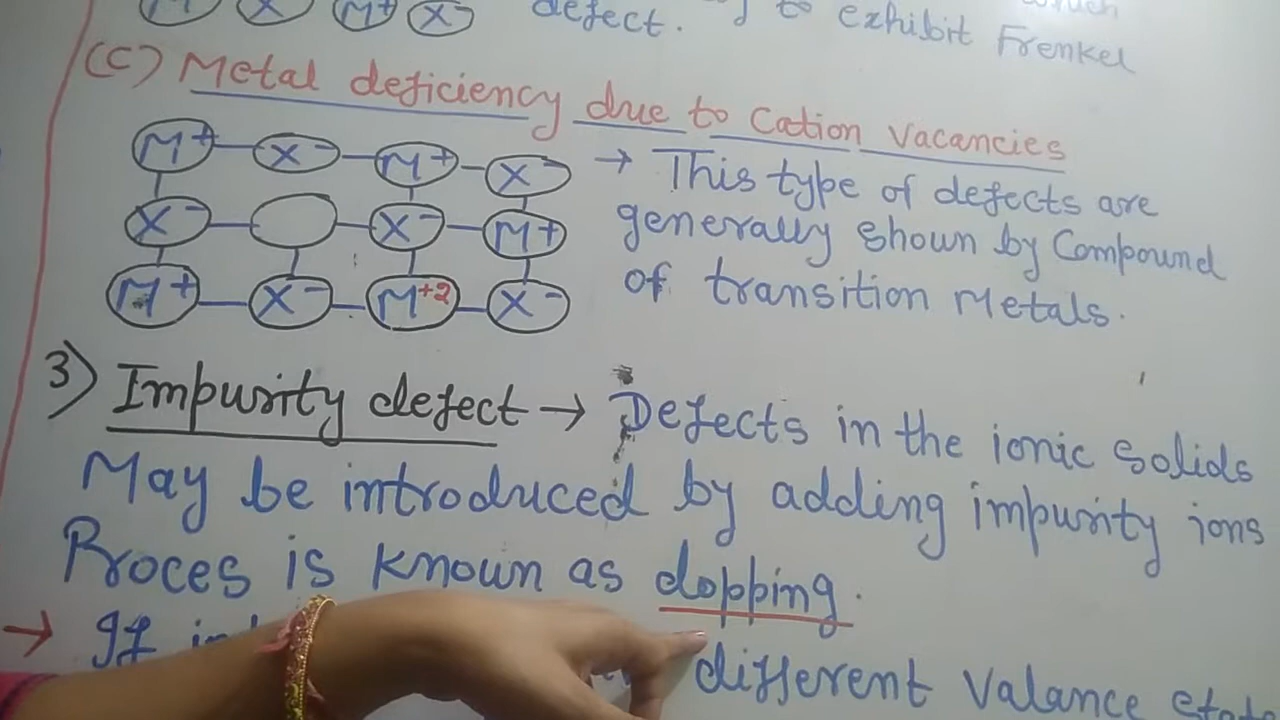 M+ X M+ X
defect. to exhibit Frenkel
(C) Metal deficiency due to Cation vacancies
M+ X- M+ X-
X- X- M+
M+ X- M+2 X-
→ This type of defects are
generally shown by Compound
of transition Metals.
3) Impurity defect → Defects in the ionic solids
May be introduced by adding impurity ions
Proces is known as dopping.
→ If
different valance